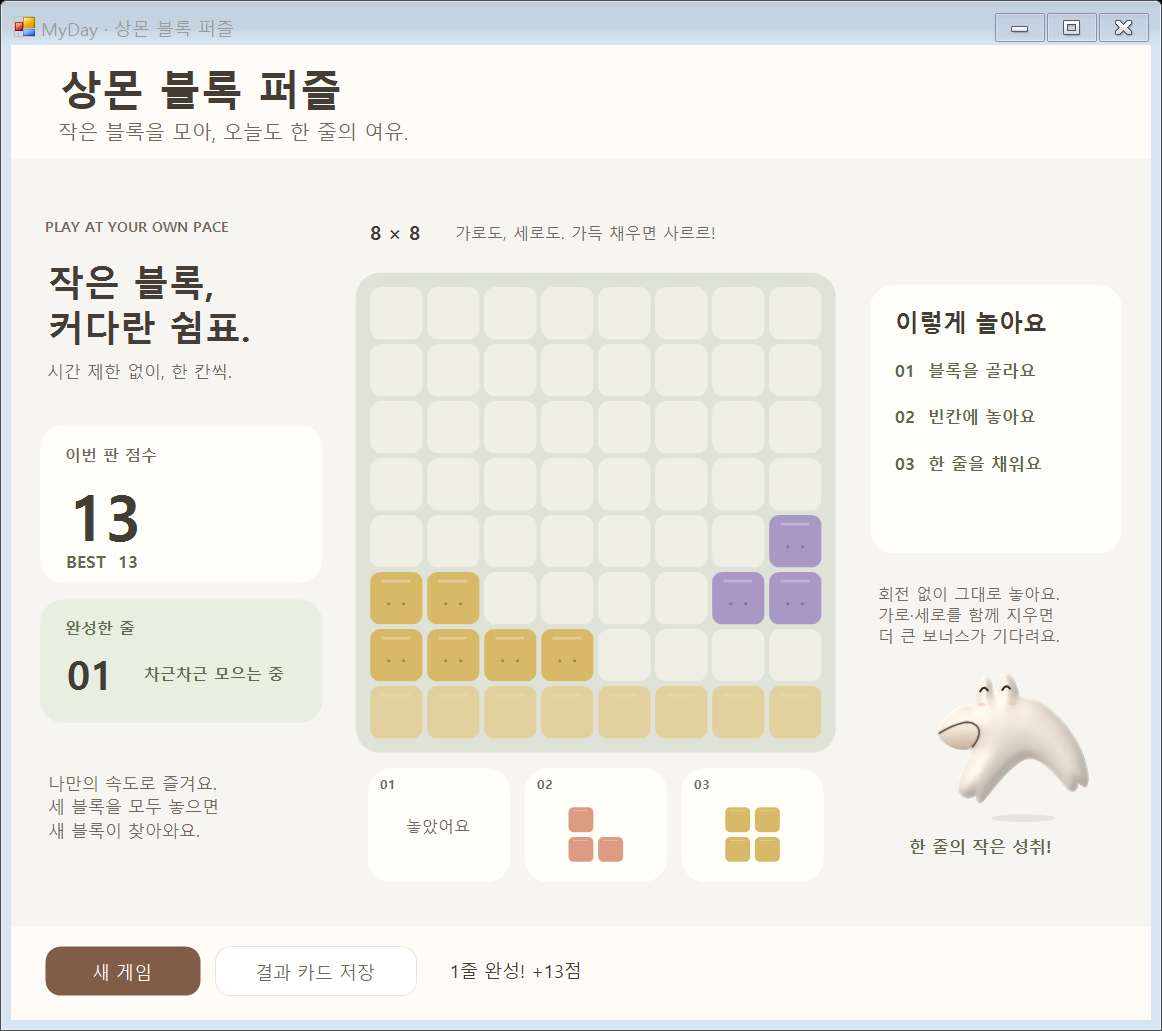 MyDay · 상몬 블록 퍼즐
상몬 블록 퍼즐
작은 블록을 모아, 오늘도 한 줄의 여유.
PLAY AT YOUR OWN PACE
작은 블록,
커다란 쉼표.
시간 제한 없이, 한 칸씩.
이번 판 점수
13
BEST 13
완성한 줄
01 차근차근 모으는 중
나만의 속도로 즐겨요.
세 블록을 모두 놓으면
새 블록이 찾아와요.
8 × 8 가로도, 세로도. 가득 채우면 사르르!
01
놓았어요
02
03
이렇게 놀아요
01 블록을 골라요
02 빈칸에 놓아요
03 한 줄을 채워요
회전 없이 그대로 놓아요.
가로·세로를 함께 지우면
더 큰 보너스가 기다려요.
한 줄의 작은 성취!
새 게임
결과 카드 저장
1줄 완성! +13점